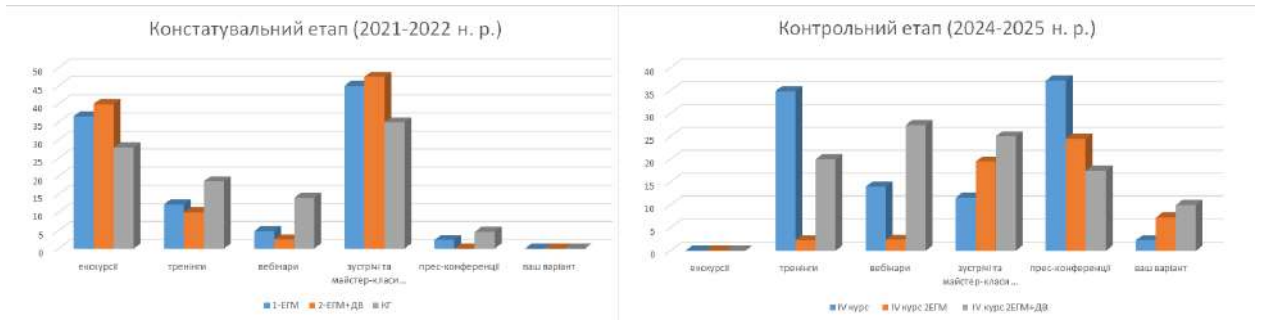 Констатувальний етап (2021-2022 н. р.)
50
45
40
35
30
25
20
15
10
5
0
екскурсії
тренінги
вебінари
зустрічі та
майстер-класи ...
прес-конференції
ваш варіант
1-ЕГМ 2-ЕГМ+ДВ КГ
Контрольний етап (2024-2025 н. р.)
40
35
30
25
20
15
10
5
0
екскурсії
тренінги
вебінари
зустрічі та
майстер-класи ...
прес-конференції
ваш варіант
IV курс IV курс 2ЕГМ IV курс 2ЕГМ+ДВ